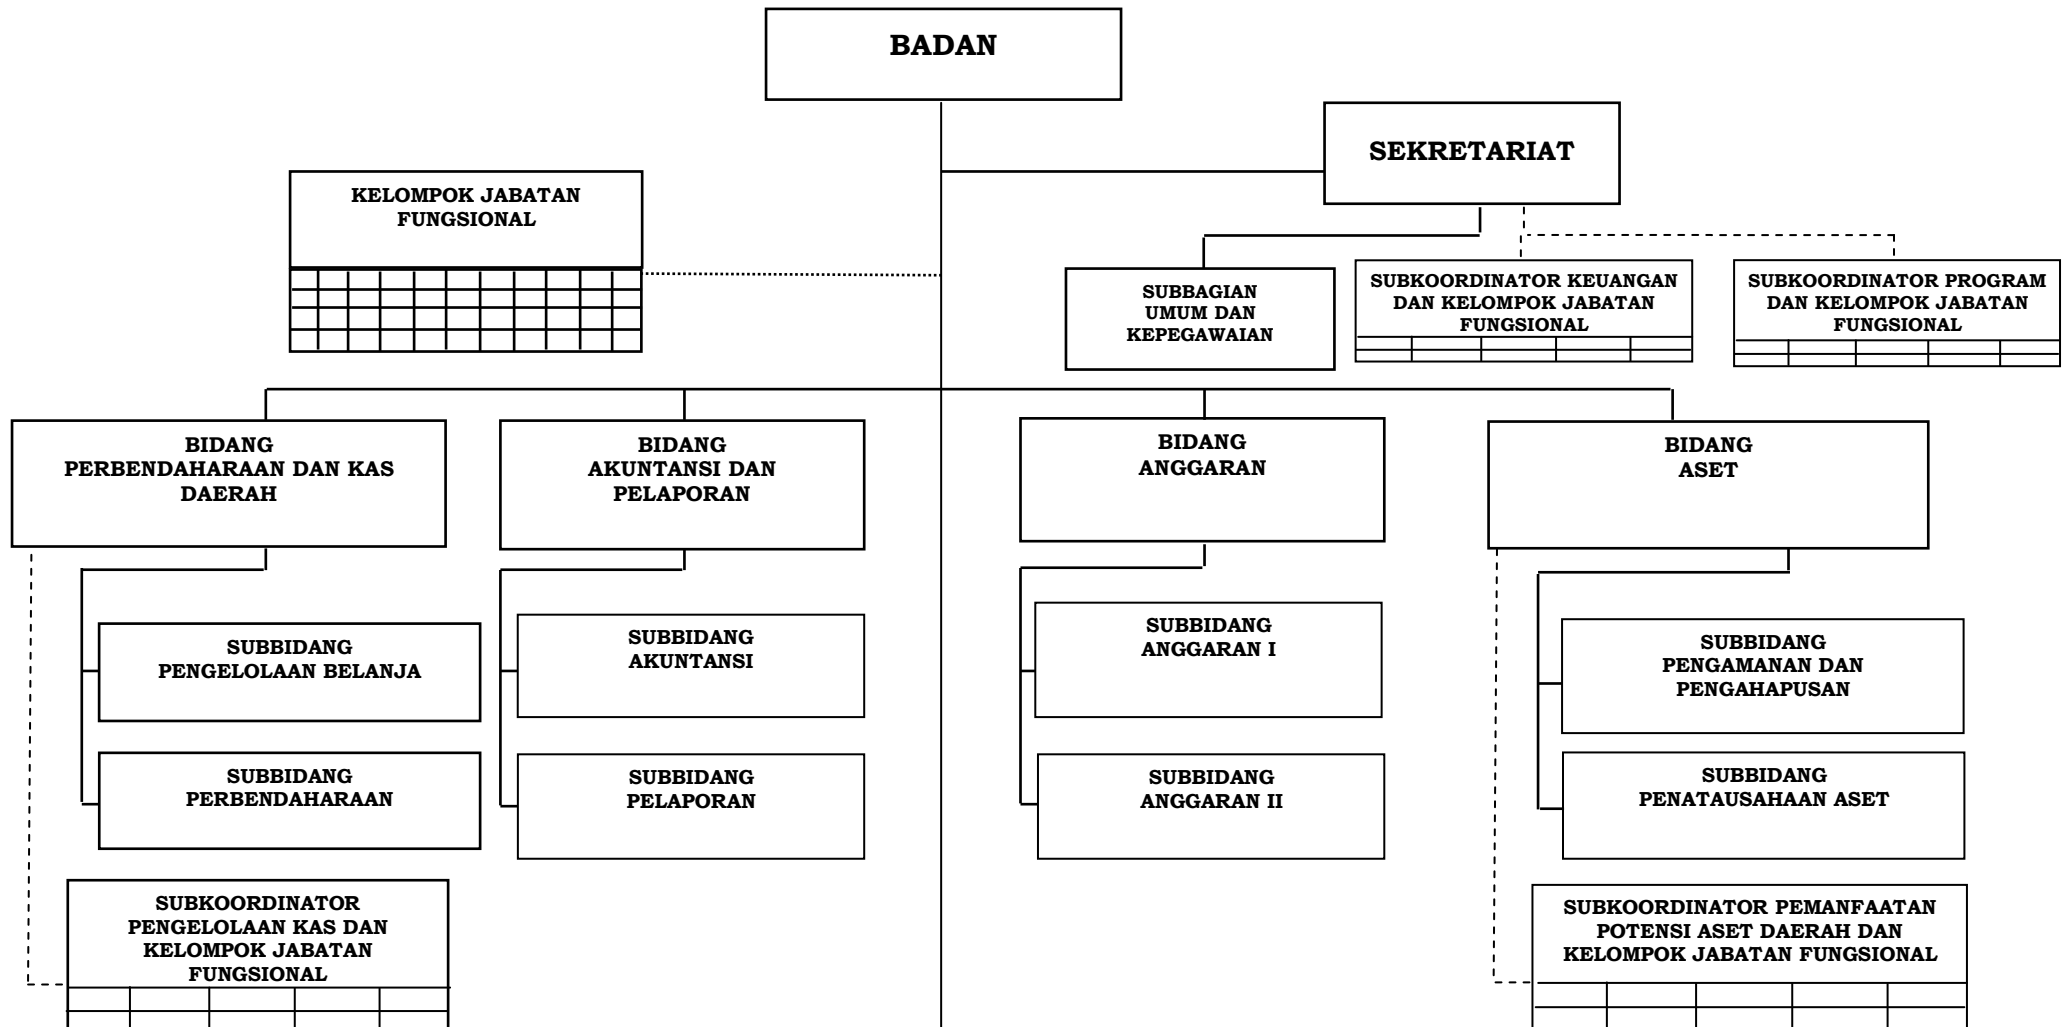 BADAN
SEKRETARIAT
KELOMPOK JABATAN
FUNGSIONAL
SUBBAGIAN
UMUM DAN
KEPEGAWAIAN
SUBKOORDINATOR KEUANGAN
DAN KELOMPOK JABATAN
FUNGSIONAL
SUBKOORDINATOR PROGRAM
DAN KELOMPOK JABATAN
FUNGSIONAL
BIDANG
PERBENDAHARAAN DAN KAS
DAERAH
BIDANG
AKUNTANSI DAN
PELAPORAN
BIDANG
ANGGARAN
BIDANG
ASET
SUBBIDANG
PENGELOLAAN BELANJA
SUBBIDANG
AKUNTANSI
SUBBIDANG
ANGGARAN I
SUBBIDANG
PENGAMANAN DAN
PENGAHAPUSAN
SUBBIDANG
PERBENDAHARAAN
SUBBIDANG
PELAPORAN
SUBBIDANG
ANGGARAN II
SUBBIDANG
PENATAUSAHAAN ASET
SUBKOORDINATOR
PENGELOLAAN KAS DAN
KELOMPOK JABATAN
FUNGSIONAL
SUBKOORDINATOR PEMANFAATAN
POTENSI ASET DAERAH DAN
KELOMPOK JABATAN FUNGSIONAL